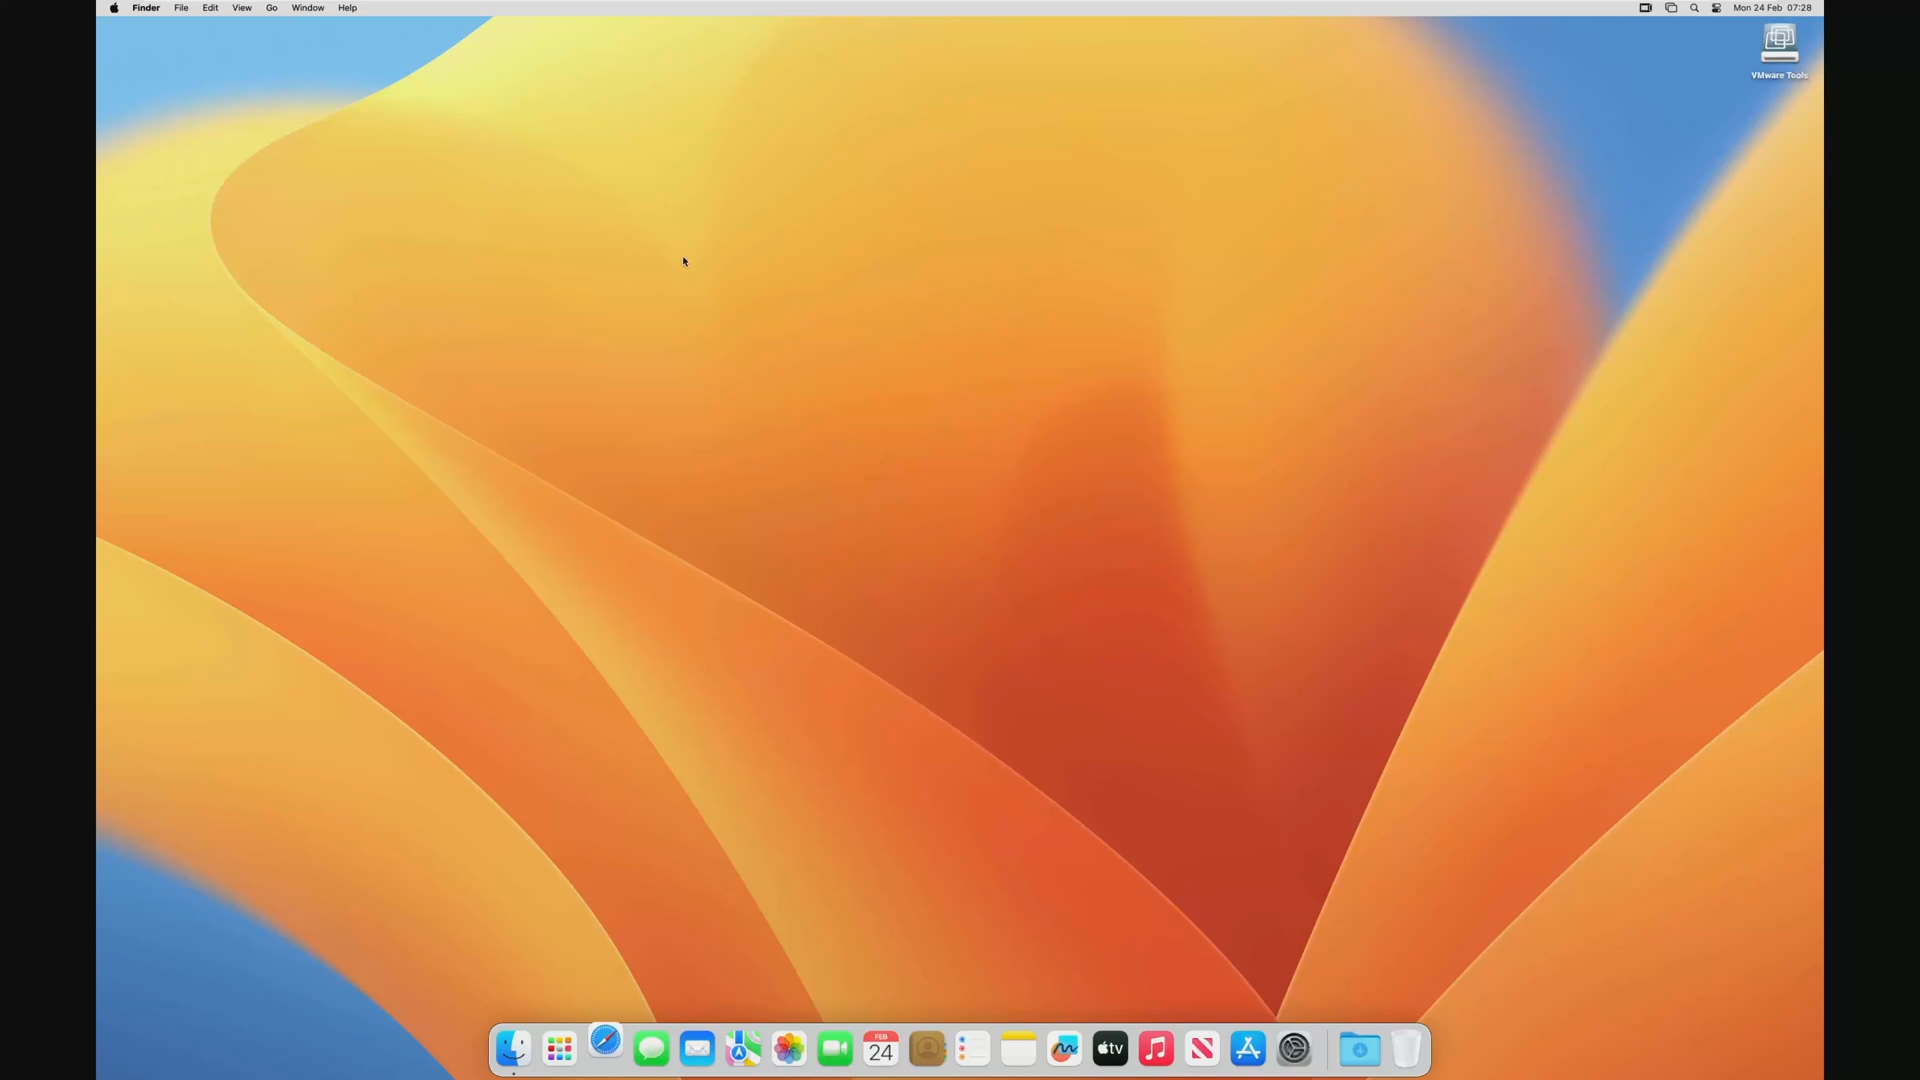 Finder File Edit View Go Window Help Mon 24 Feb 07:28
VMware Tools
FEB
24
tv